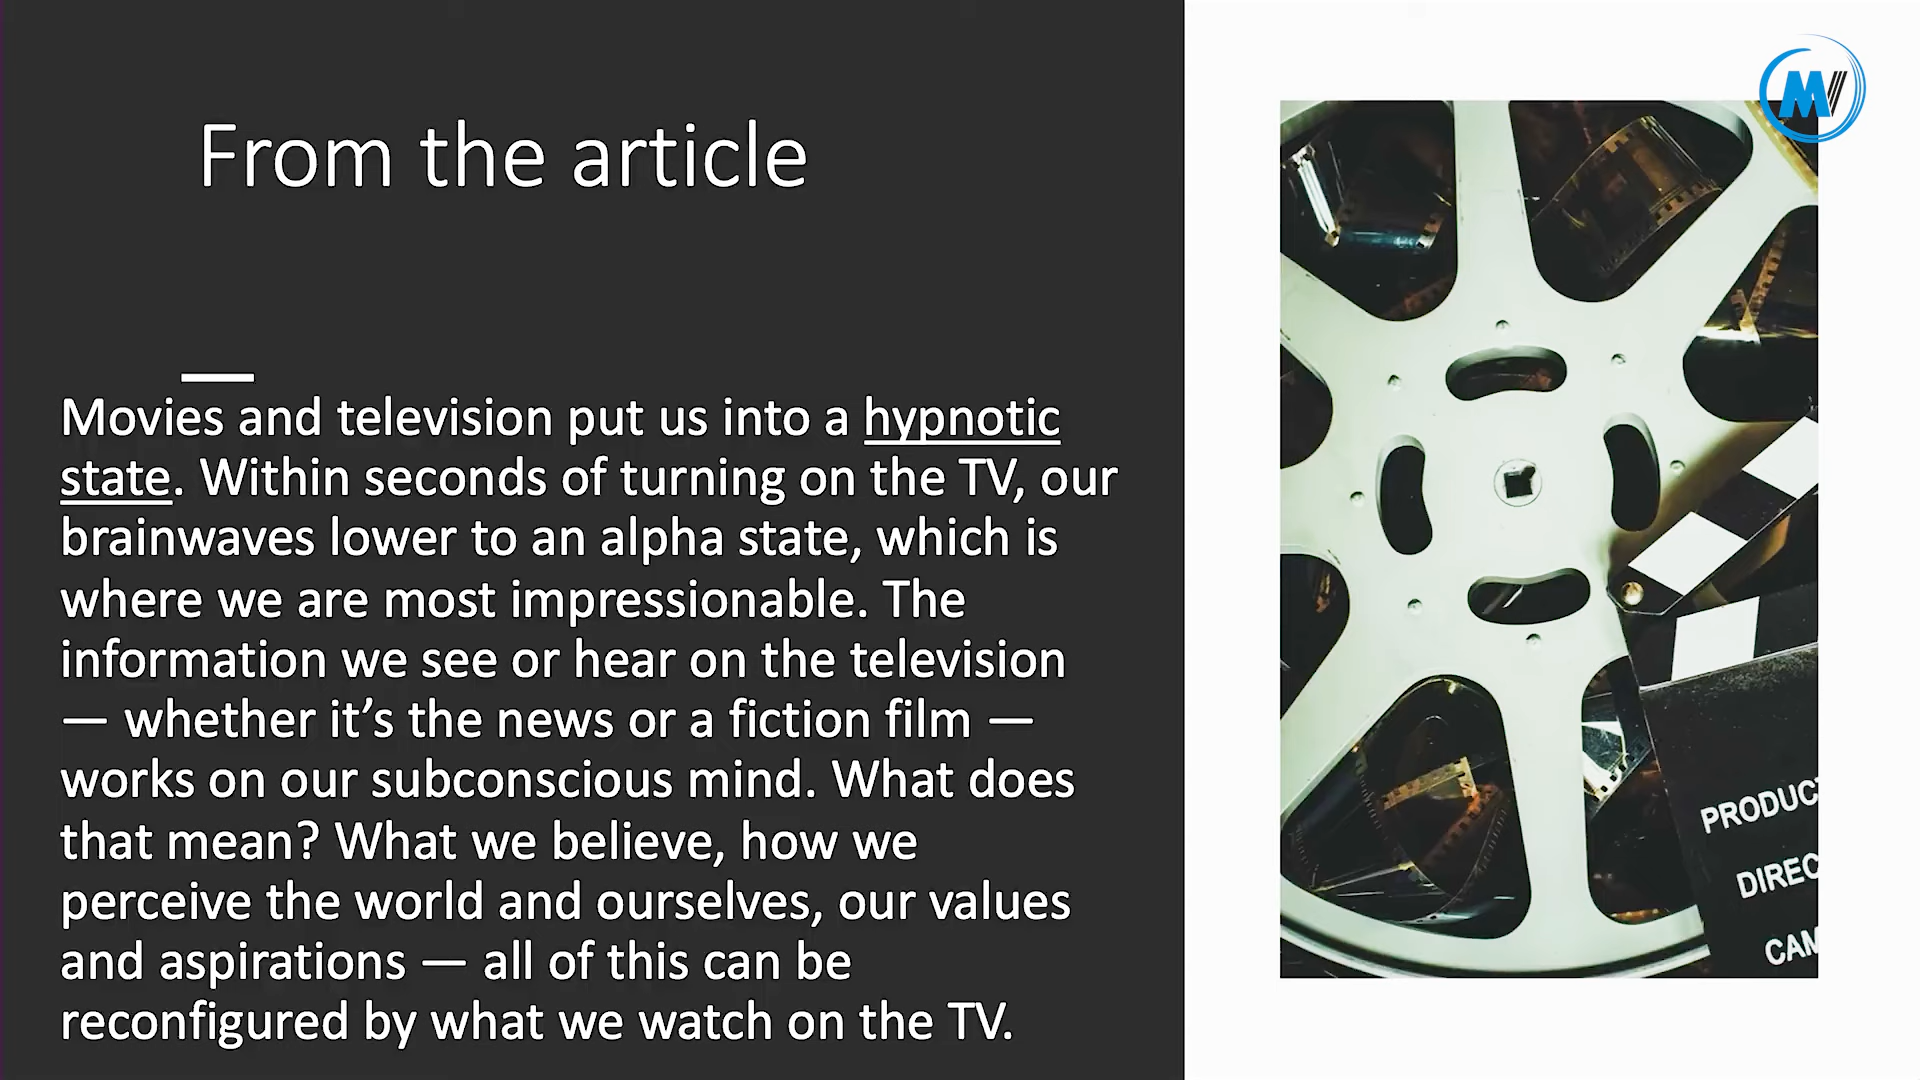 From the article
Movies and television put us into a hypnotic
state. Within seconds of turning on the TV, our
brainwaves lower to an alpha state, which is
where we are most impressionable. The
information we see or hear on the television
— whether it’s the news or a fiction film —
works on our subconscious mind. What does
that mean? What we believe, how we
perceive the world and ourselves, our values
and aspirations — all of this can be
reconfigured by what we watch on the TV.
M
PRODUCT
DIREC
CAM